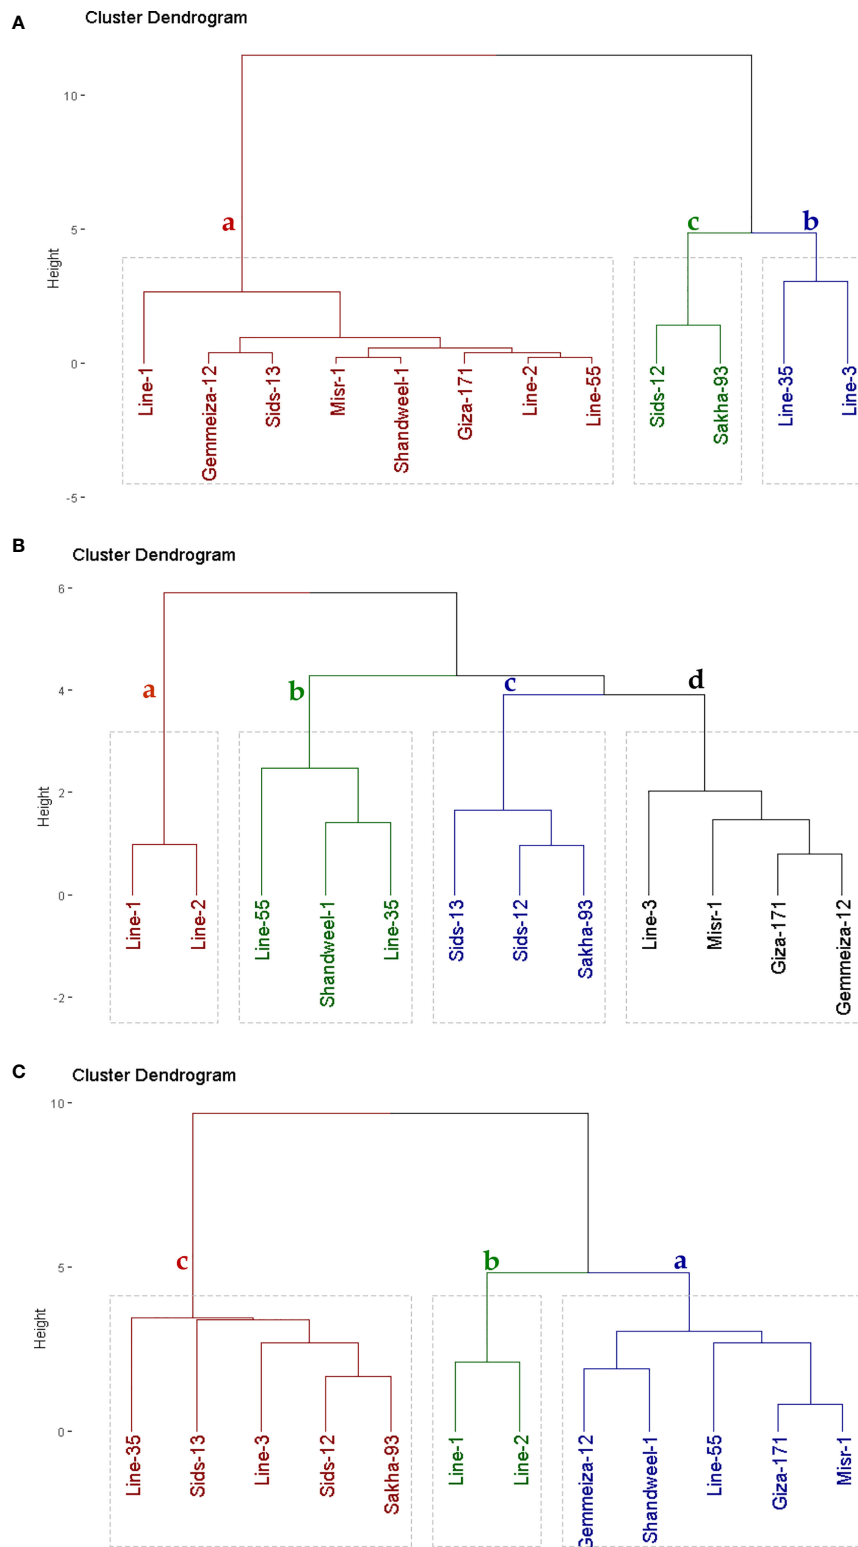 A
Cluster Dendrogram
10
5
0
-5
Height
a
c
b
Line-1
Gemmeiza-12
Sids-13
Misr-1
Shandweel-1
Giza-171
Line-2
Line-55
Sids-12
Sakha-93
Line-35
Line-3
B
Cluster Dendrogram
6
4
2
0
-2
Height
a
b
c
d
Line-1
Line-2
Line-55
Shandweel-1
Line-35
Sids-13
Sids-12
Sakha-93
Line-3
Misr-1
Giza-171
Gemmeiza-12
C
Cluster Dendrogram
10
5
0
Height
c
b
a
Line-35
Sids-13
Line-3
Sids-12
Sakha-93
Line-1
Line-2
Gemmeiza-12
Shandweel-1
Line-55
Giza-171
Misr-1